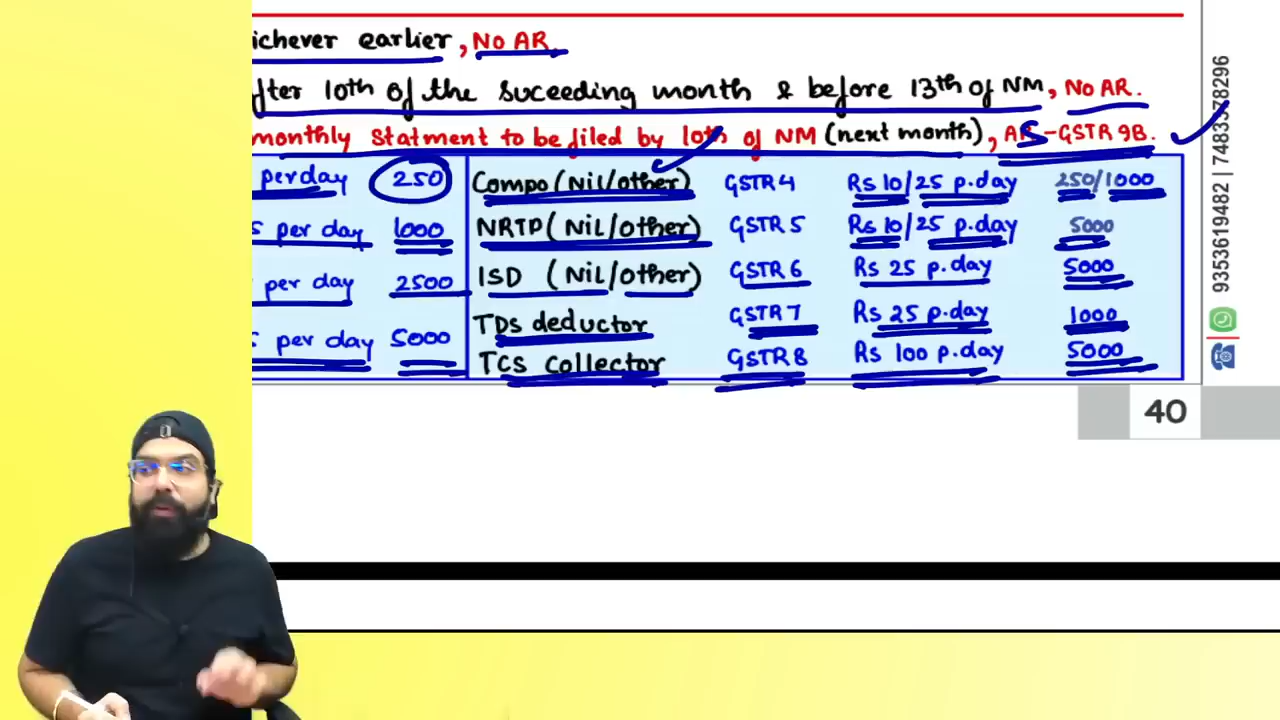 ichever earlier, No AR
fter 10th of the suceeding month & before 13th of NM, No AR.
monthly Statment to be filed by 10th of NM (next month), AS-GSTR 9B.
per day 250 Compo (Nil/other) GSTR 4 Rs 10/25 p.day 250/1000
s per day 1000 NRTP (Nil/other) GSTR 5 Rs 10/25 p.day 5000
per day 2500 ISD (Nil/other) GSTR 6 Rs 25 p.day 5000
s per day 5000 TDs deductor GSTR 7 Rs 25 p.day 1000
TCS collector GSTR 8 Rs 100 p.day 5000
40
9353619482 | 7483378296